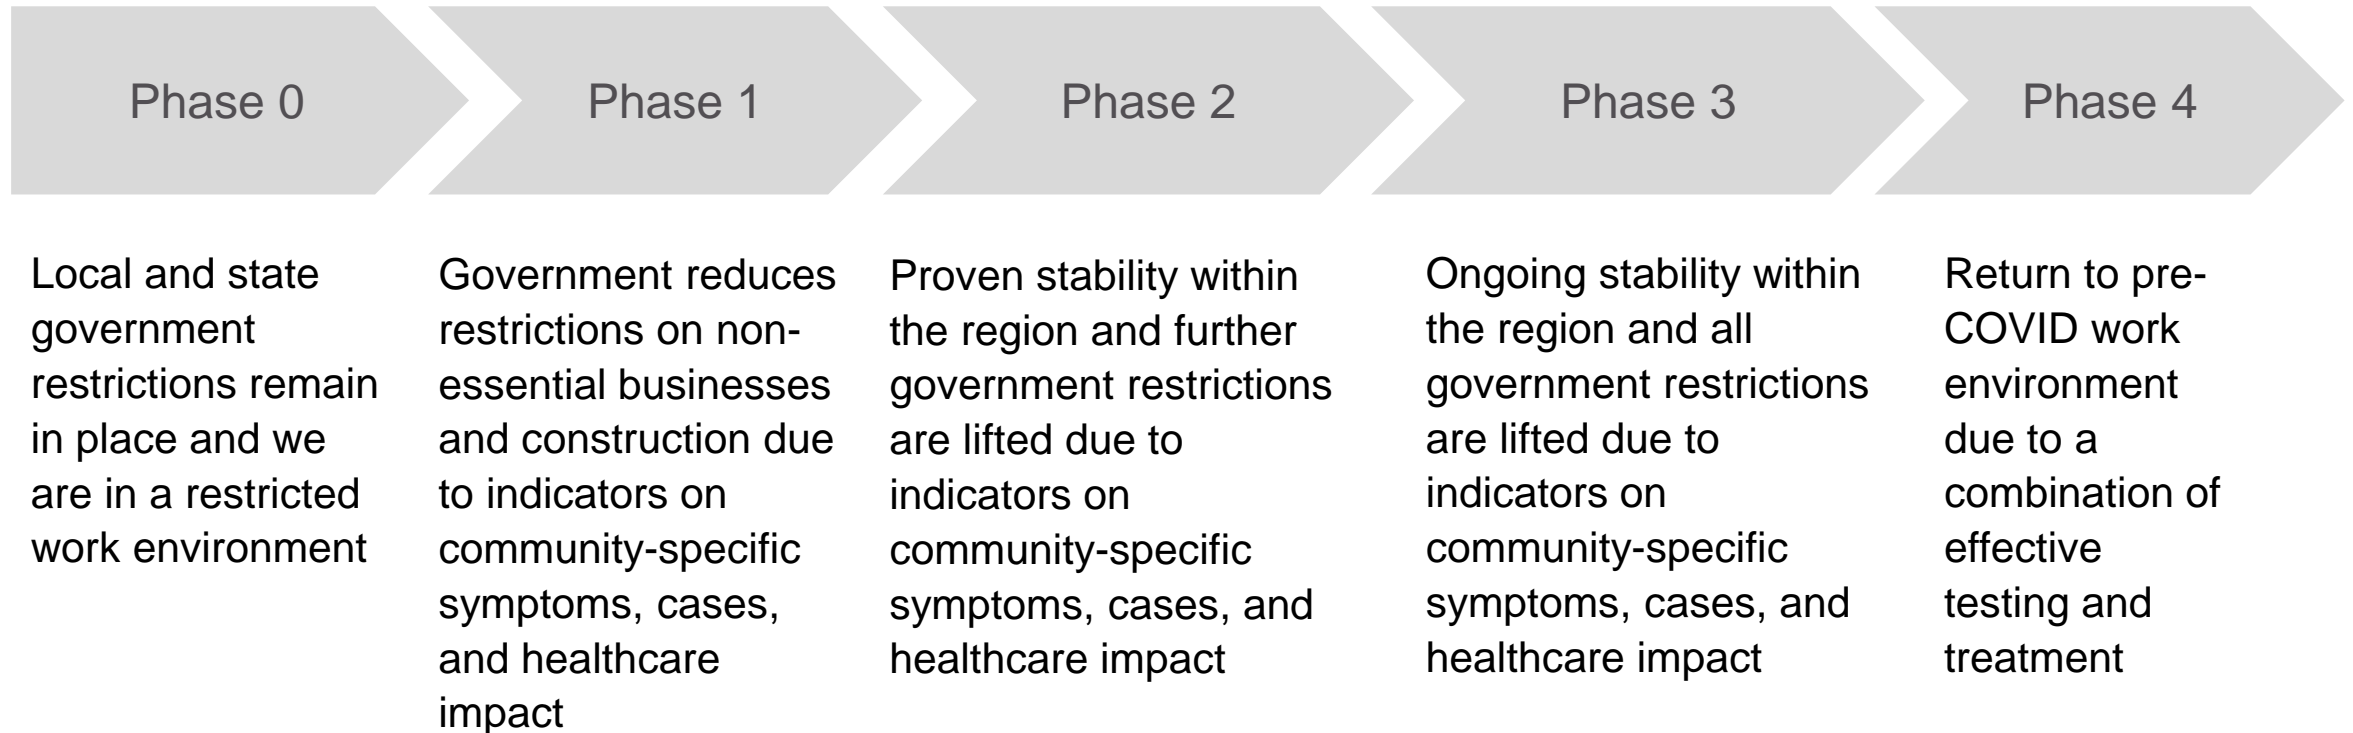 Phase 0
Phase 1
Phase 2
Phase 3
Phase 4
Local and state
government
restrictions remain
in place and we
are in a restricted
work environment
Government reduces
restrictions on non-
essential businesses
and construction due
to indicators on
community-specific
symptoms, cases,
and healthcare
impact
Proven stability within
the region and further
government restrictions
are lifted due to
indicators on
community-specific
symptoms, cases, and
healthcare impact
Ongoing stability within
the region and all
government restrictions
are lifted due to
indicators on
community-specific
symptoms, cases, and
healthcare impact
Return to pre-
COVID work
environment
due to a
combination of
effective
testing and
treatment